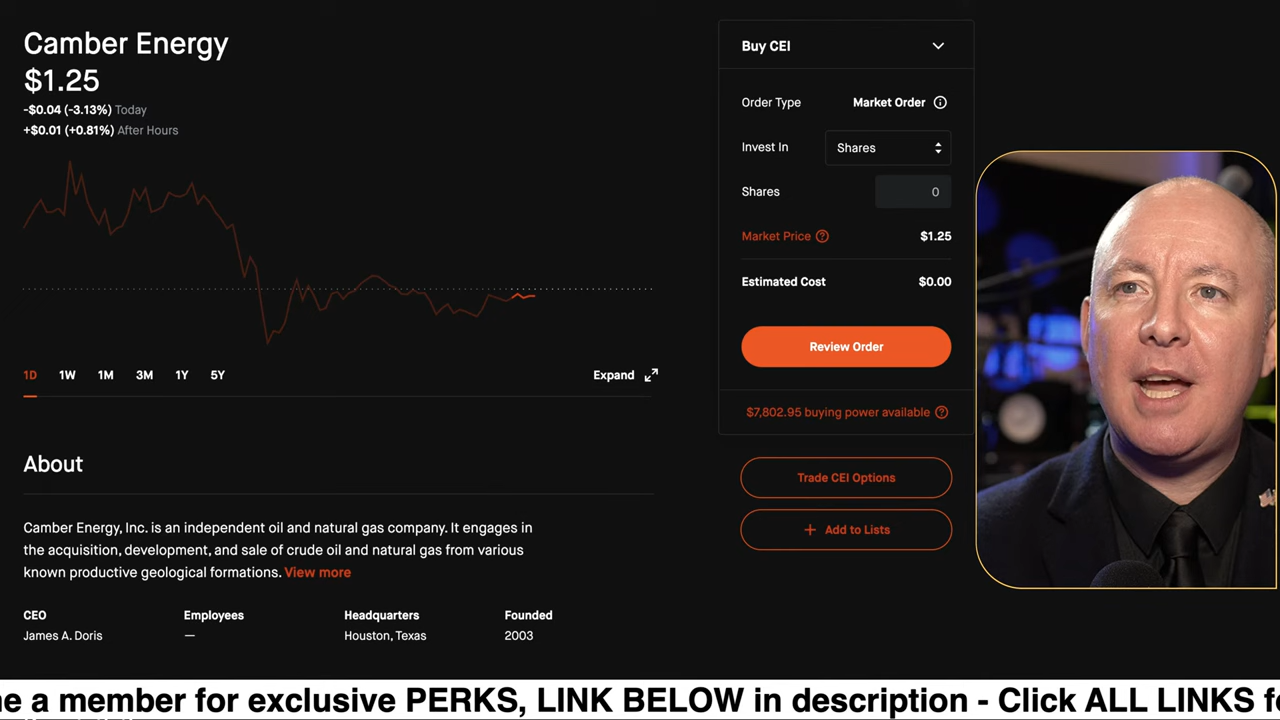 Camber Energy
$1.25
-$0.04 (-3.13%) Today
+$0.01 (+0.81%) After Hours
1D 1W 1M 3M 1Y 5Y Expand
About
Camber Energy, Inc. is an independent oil and natural gas company. It engages in
the acquisition, development, and sale of crude oil and natural gas from various
known productive geological formations. View more
CEO Employees Headquarters Founded
James A. Doris — Houston, Texas 2003
Buy CEI
Order Type Market Order
Invest In Shares
Shares 0
Market Price $1.25
Estimated Cost $0.00
Review Order
$7,802.95 buying power available
Trade CEI Options
+ Add to Lists
a member for exclusive PERKS, LINK BELOW in description - Click ALL LINKS